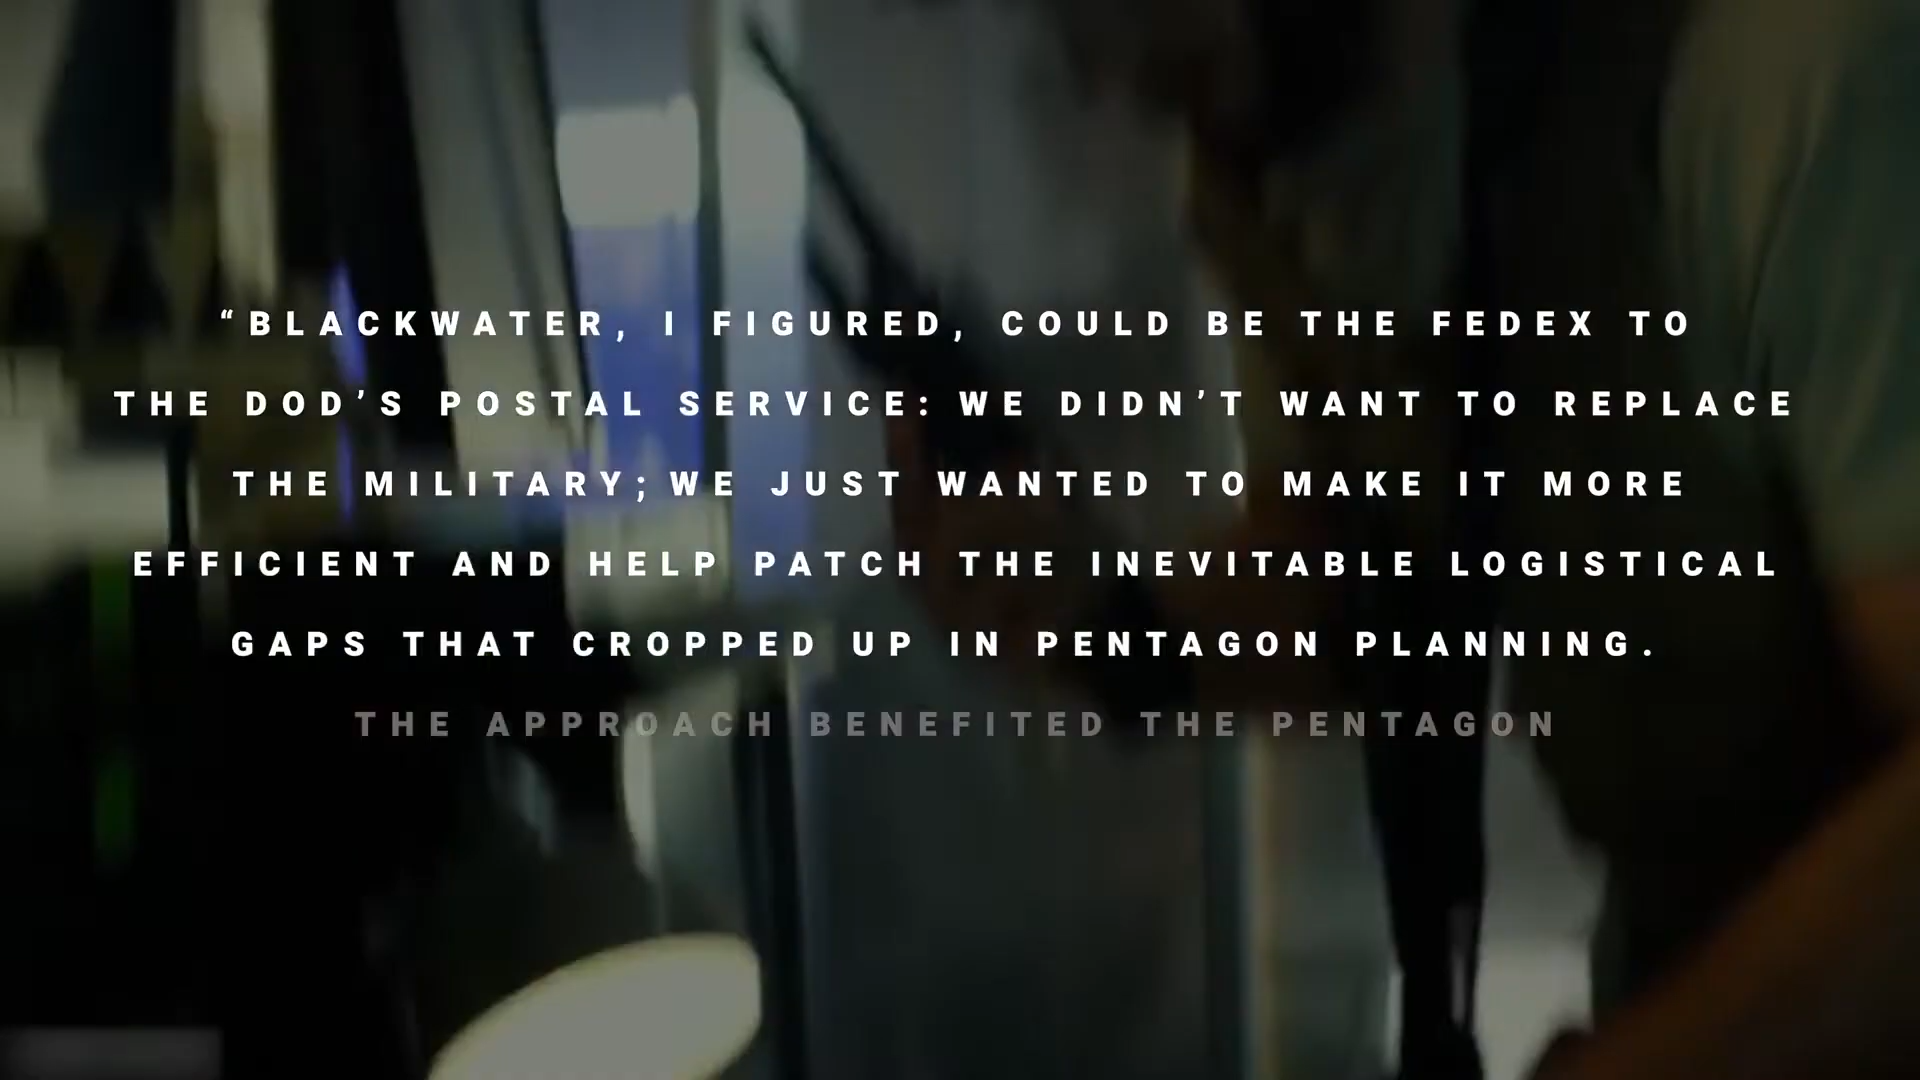 “BLACKWATER, I FIGURED, COULD BE THE FEDEX TO
THE DOD’S POSTAL SERVICE: WE DIDN’T WANT TO REPLACE
THE MILITARY; WE JUST WANTED TO MAKE IT MORE
EFFICIENT AND HELP PATCH THE INEVITABLE LOGISTICAL
GAPS THAT CROPPED UP IN PENTAGON PLANNING.
THE APPROACH BENEFITED THE PENTAGON